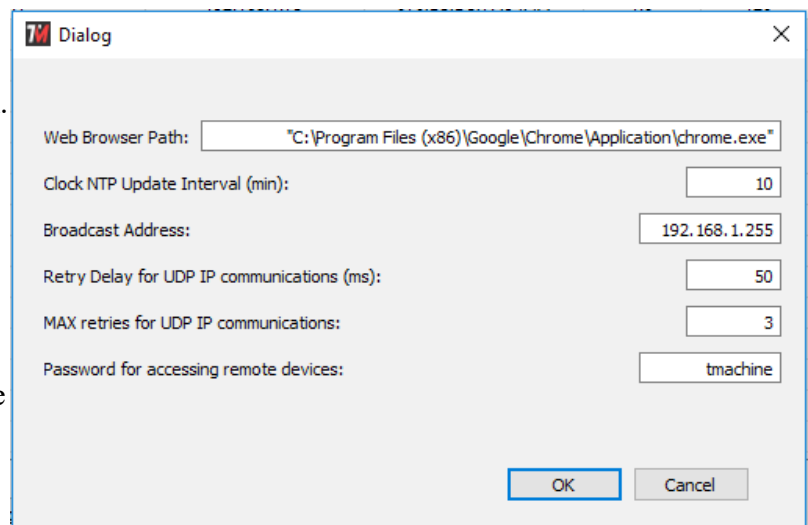 Dialog
Web Browser Path: "C:\Program Files (x86)\Google\Chrome\Application\chrome.exe"
Clock NTP Update Interval (min): 10
Broadcast Address: 192.168.1.255
Retry Delay for UDP IP communications (ms): 50
MAX retries for UDP IP communications: 3
Password for accessing remote devices: tmachine
OK Cancel